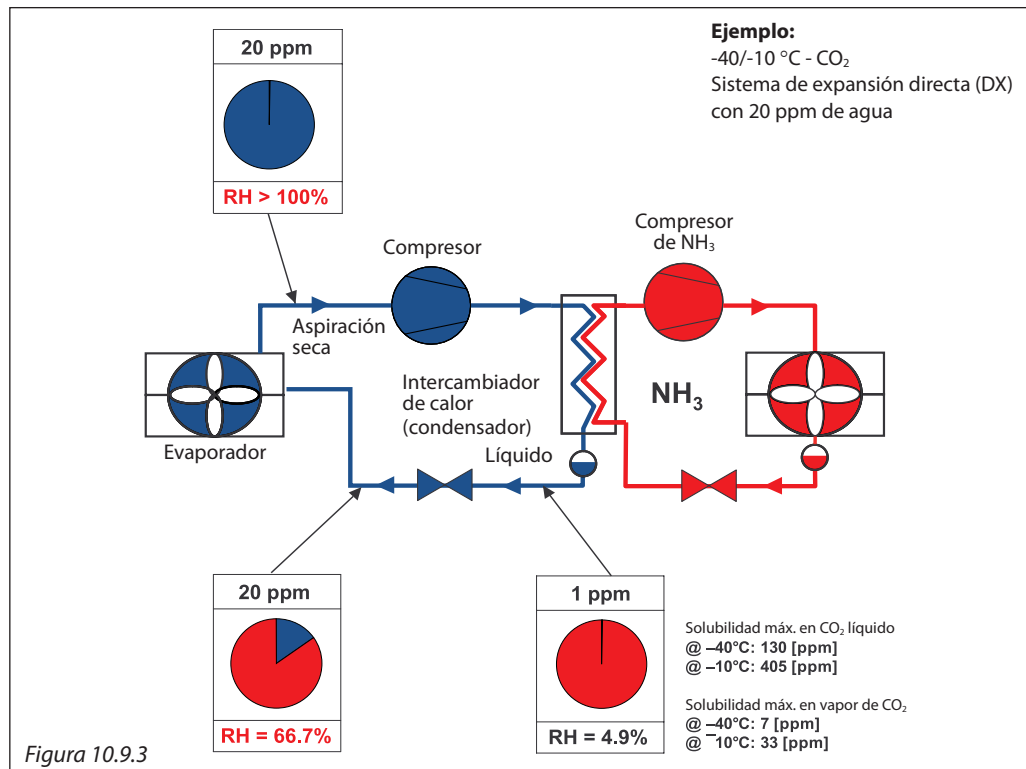 20 ppm
RH > 100%
Ejemplo:
-40/-10 °C - CO₂
Sistema de expansión directa (DX)
con 20 ppm de agua
Compresor
Compresor
de NH₃
Aspiración
seca
Intercambiador
de calor
(condensador)
NH₃
Evaporador
Líquido
20 ppm
RH = 66.7%
1 ppm
RH = 4.9%
Solubilidad máx. en CO₂ líquido
@ –40°C: 130 [ppm]
@ –10°C: 405 [ppm]
Solubilidad máx. en vapor de CO₂
@ –40°C: 7 [ppm]
@ –10°C: 33 [ppm]
Figura 10.9.3